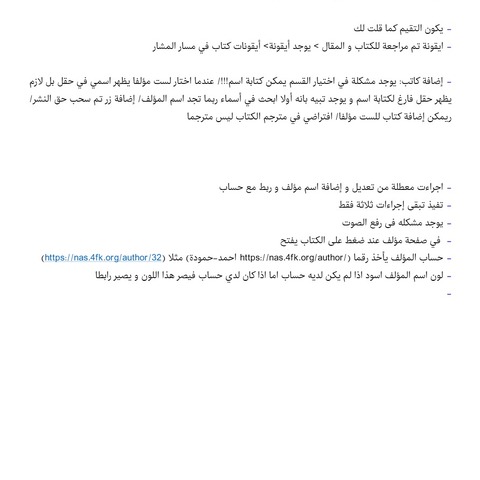 - يكون التقيم كما قلت لك
- ايقونة تم مراجعة للكتاب و المقال > يوجد أيقونة> أيقونات كتاب في مسار المشار
- إضافة كاتب: يوجد مشكلة في اختيار القسم يمكن كتابة اسم!!!/ عندما اختار لست مؤلفا يظهر اسمي في حقل بل لازم
يظهر حقل فارغ لكتابة اسم و يوجد تبيه بانه أولا ابحث في أسماء ربما تجد اسم المؤلف/ إضافة زر تم سحب حق النشر/
ريمكن إضافة كتاب للست مؤلفا/ افتراضي في مترجم الكتاب ليس مترجما
- اجراءت معطلة من تعديل و إضافة اسم مؤلف و ربط مع حساب
- تفيذ تبقى إجراءات ثلاثة فقط
- يوجد مشكله فى رفع الصوت
- في صفحة مؤلف عند ضغط على الكتاب يفتح
- حساب المؤلف يأخذ رقما (/https://nas.4fk.org/author احمد-حمودة) مثلا (https://nas.4fk.org/author/32)
- لون اسم المؤلف اسود اذا لم يكن لديه حساب اما اذا كان لدي حساب فيصر هذا اللون و يصير رابطا
-